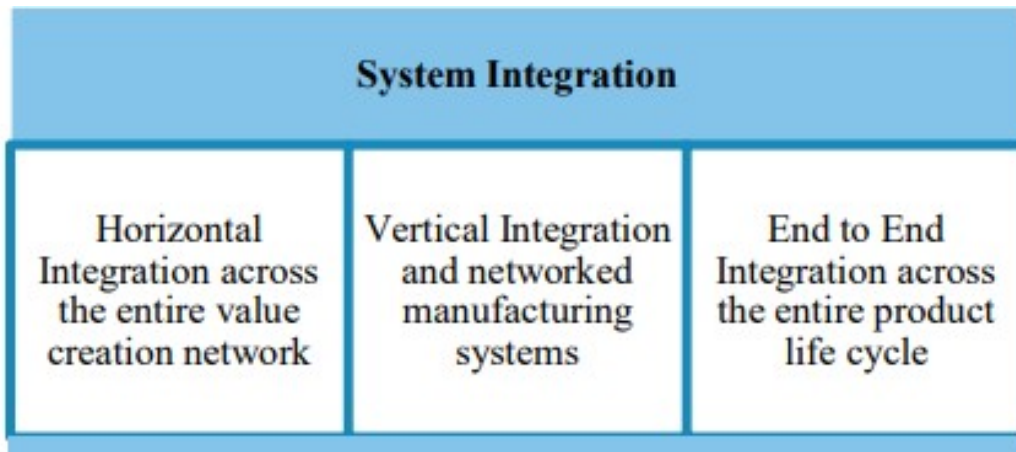 System Integration
Horizontal
Integration across
the entire value
creation network
Vertical Integration
and networked
manufacturing
systems
End to End
Integration across
the entire product
life cycle